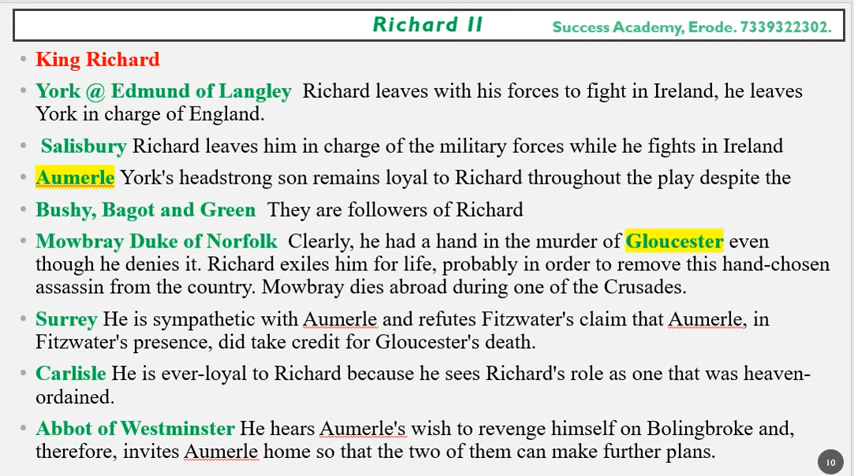 Richard II
Success Academy, Erode. 7339322302.
• King Richard
• York @ Edmund of Langley Richard leaves with his forces to fight in Ireland, he leaves
York in charge of England.
• Salisbury Richard leaves him in charge of the military forces while he fights in Ireland
• Aumerle York's headstrong son remains loyal to Richard throughout the play despite the
• Bushy, Bagot and Green They are followers of Richard
• Mowbray Duke of Norfolk Clearly, he had a hand in the murder of Gloucester even
though he denies it. Richard exiles him for life, probably in order to remove this hand-chosen
assassin from the country. Mowbray dies abroad during one of the Crusades.
• Surrey He is sympathetic with Aumerle and refutes Fitzwater's claim that Aumerle, in
Fitzwater's presence, did take credit for Gloucester's death.
• Carlisle He is ever-loyal to Richard because he sees Richard's role as one that was heaven-
ordained.
• Abbot of Westminster He hears Aumerle's wish to revenge himself on Bolingbroke and,
therefore, invites Aumerle home so that the two of them can make further plans.
10